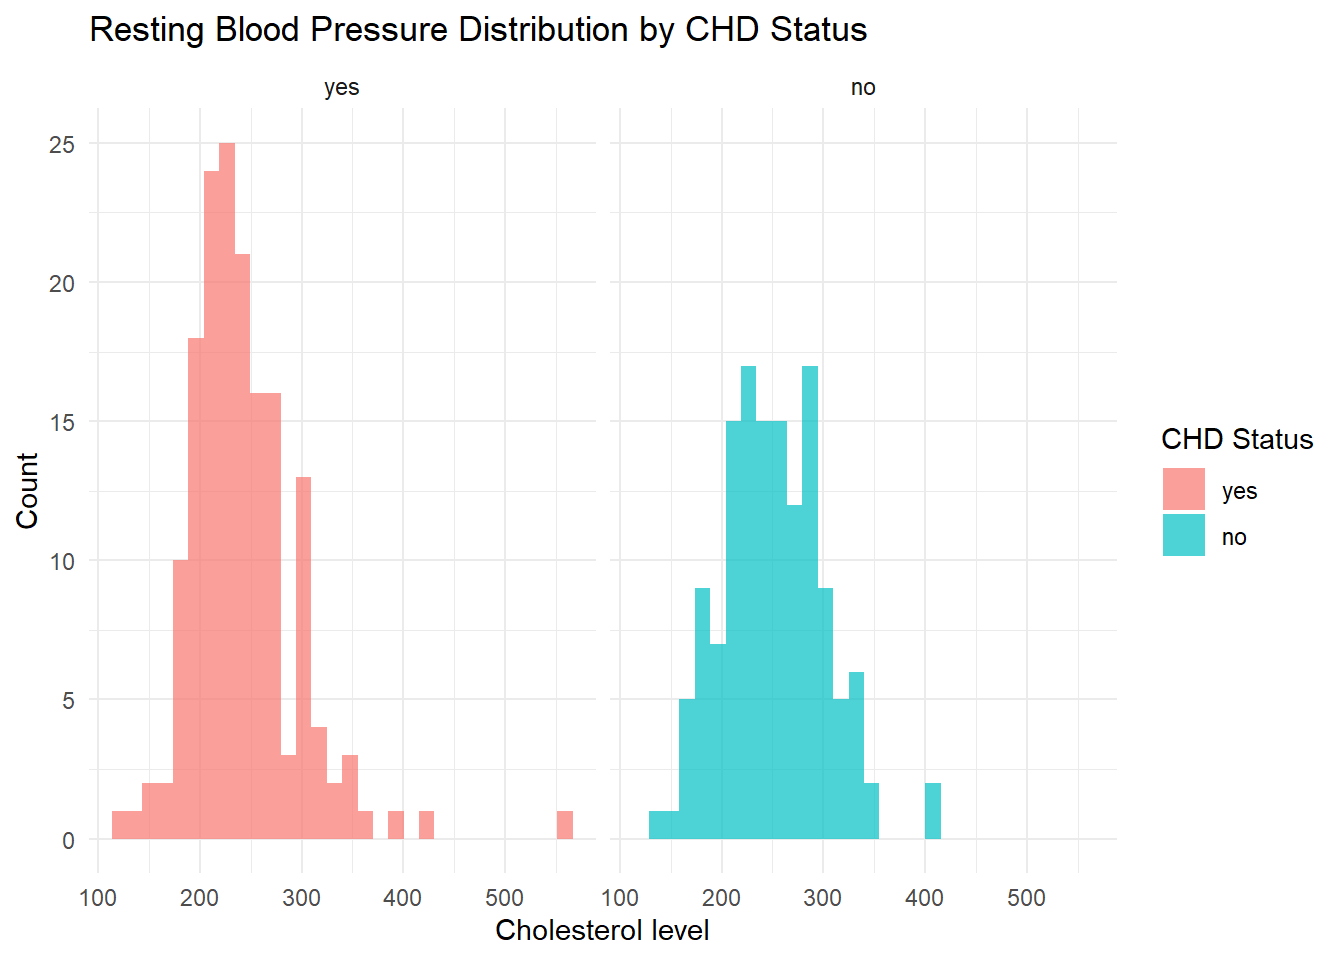 Resting Blood Pressure Distribution by CHD Status
yes no
25
20
15
10
5
0
Count
100 200 300 400 500 100 200 300 400 500
Cholesterol level
CHD Status
yes
no